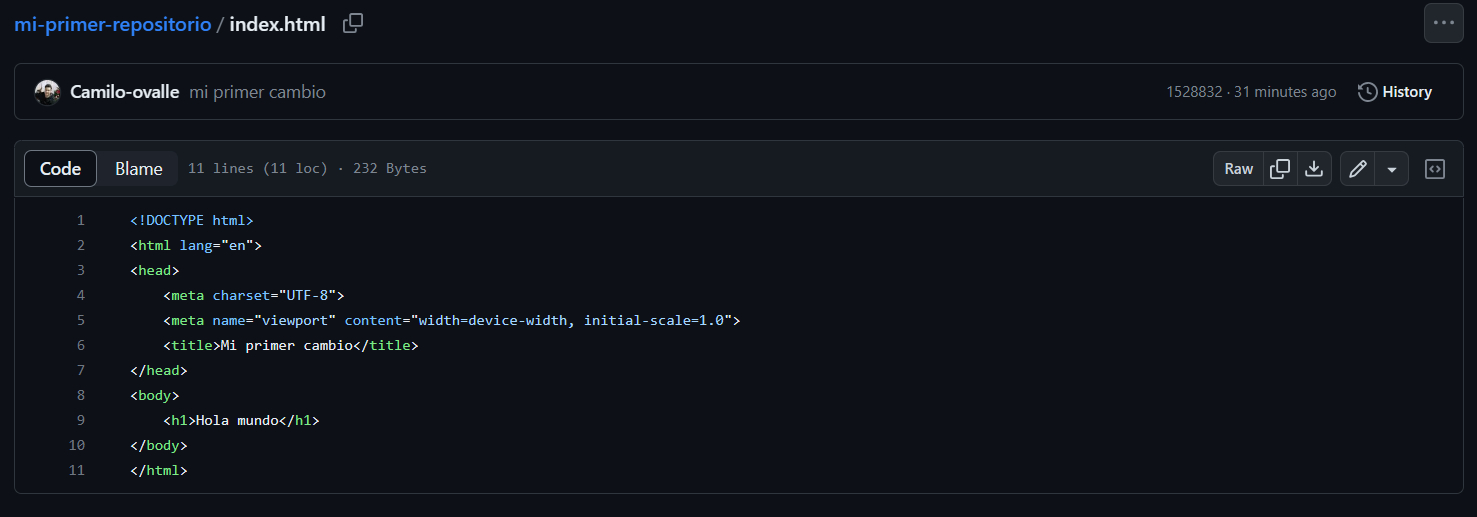 mi-primer-repositorio / index.html
Camilo-ovalle mi primer cambio 1528832 · 31 minutes ago History
Code Blame 11 lines (11 loc) · 232 Bytes Raw
1 <!DOCTYPE html>
2 <html lang="en">
3 <head>
4     <meta charset="UTF-8">
5     <meta name="viewport" content="width=device-width, initial-scale=1.0">
6     <title>Mi primer cambio</title>
7 </head>
8 <body>
9     <h1>Hola mundo</h1>
10 </body>
11 </html>